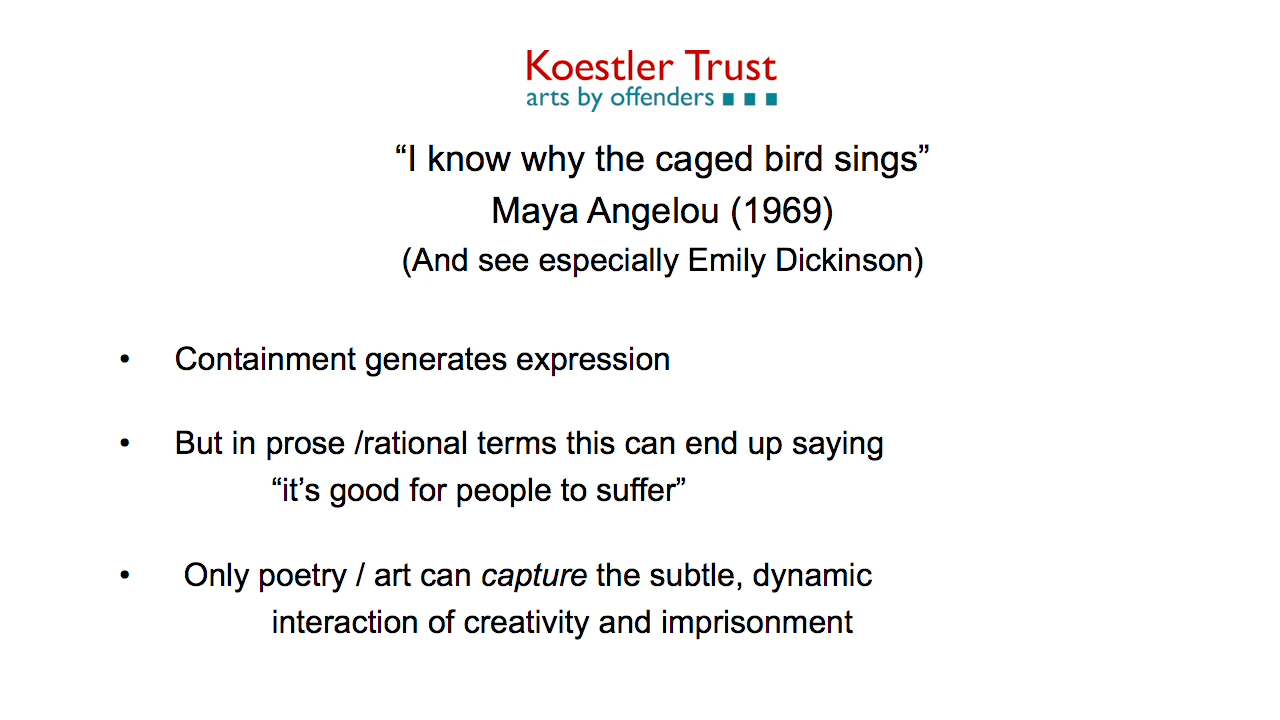 Koestler Trust
arts by offenders
“I know why the caged bird sings”
Maya Angelou (1969)
(And see especially Emily Dickinson)
• Containment generates expression
• But in prose /rational terms this can end up saying
“it’s good for people to suffer”
• Only poetry / art can capture the subtle, dynamic
interaction of creativity and imprisonment